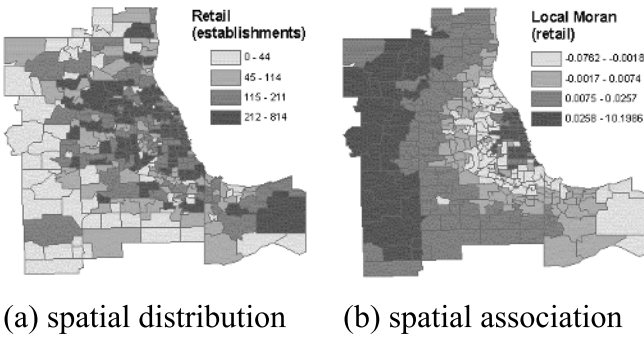 Retail
(establishments)
0 - 44
45 - 114
115 - 211
212 - 814
Local Moran
(retail)
-0.0762 - -0.0018
-0.0017 - 0.0074
0.0075 - 0.0257
0.0258 - 10.1986
(a) spatial distribution
(b) spatial association